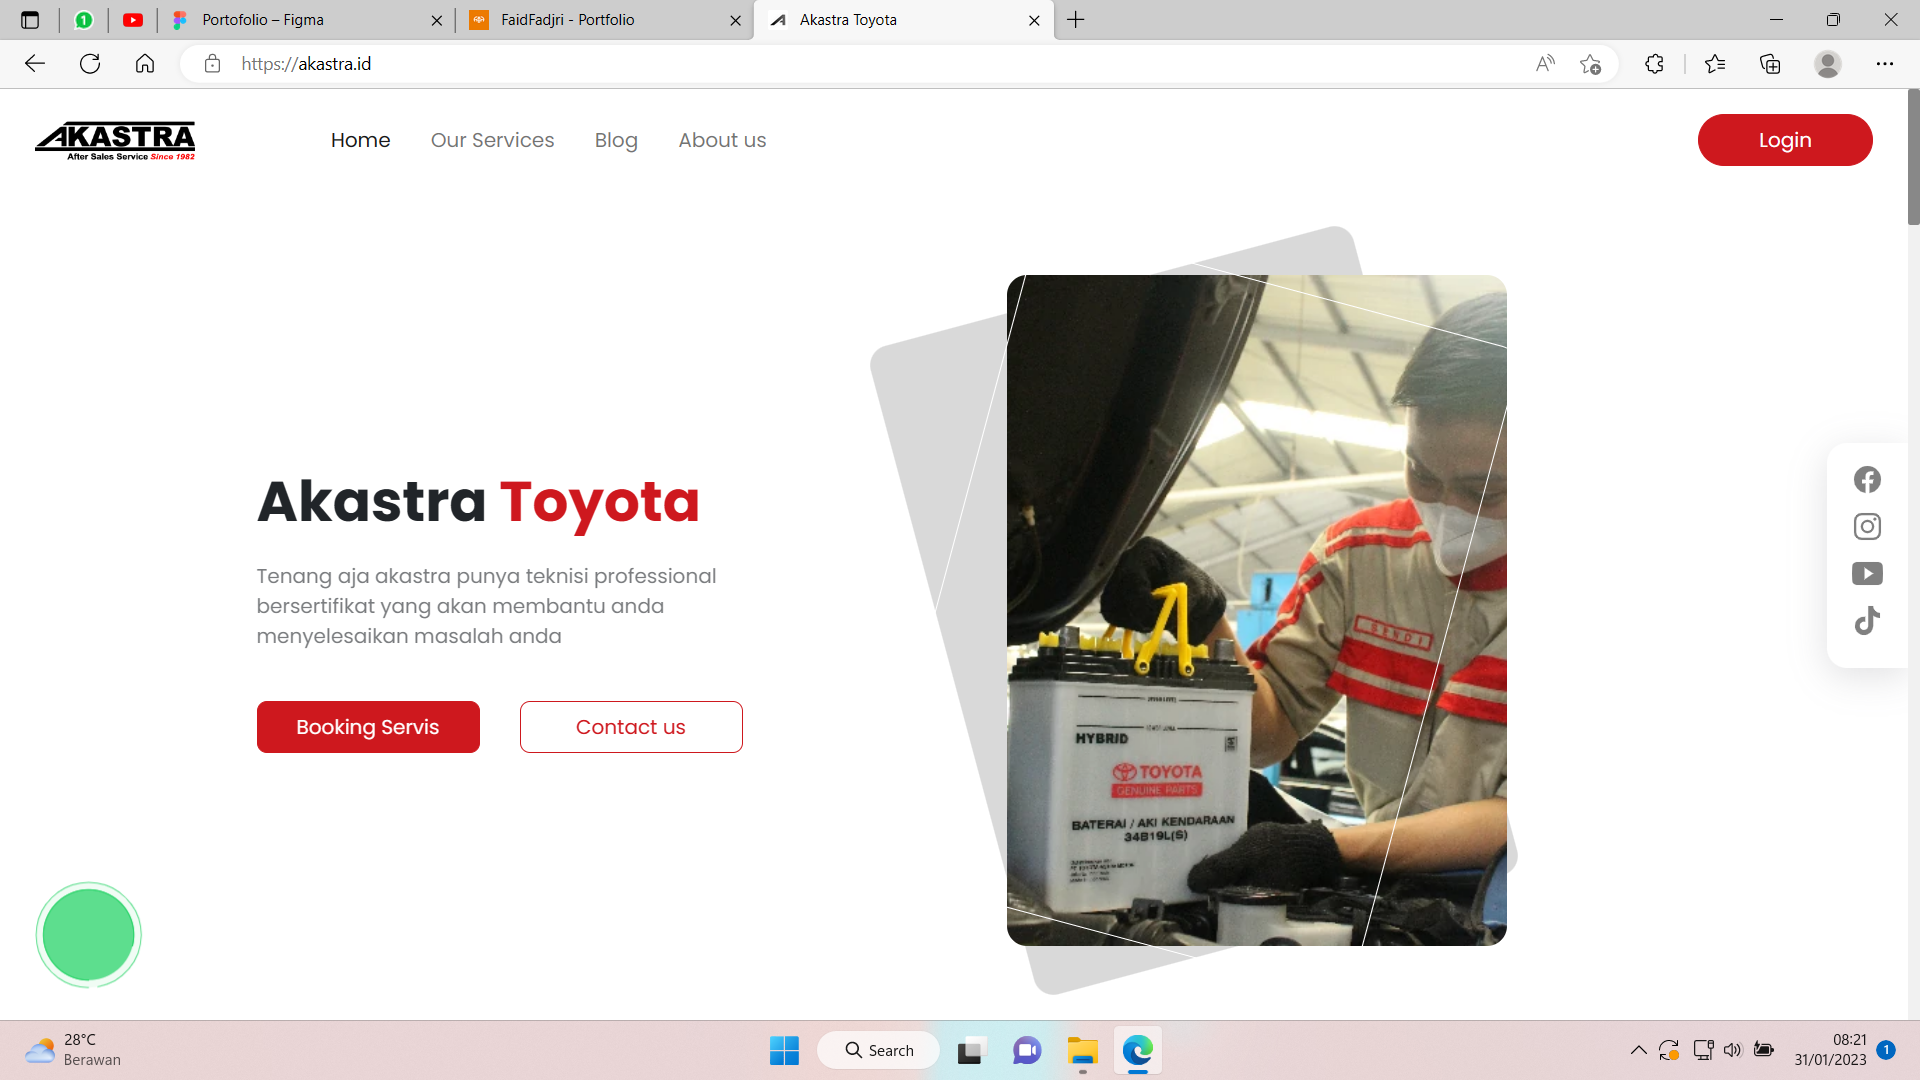 Portofolio – Figma
FaidFadjri - Portfolio
Akastra Toyota
https://akastra.id
AKASTRA
After Sales Service Since 1982
Home
Our Services
Blog
About us
Login
Akastra Toyota
Tenang aja akastra punya teknisi professional
bersertifikat yang akan membantu anda
menyelesaikan masalah anda
Booking Servis
Contact us
SENDI
HYBRID
TOYOTA
GENUINE PARTS
BATERAI / AKI KENDARAAN
34B19L(S)
28°C
Berawan
Search
08:21
31/01/2023
1